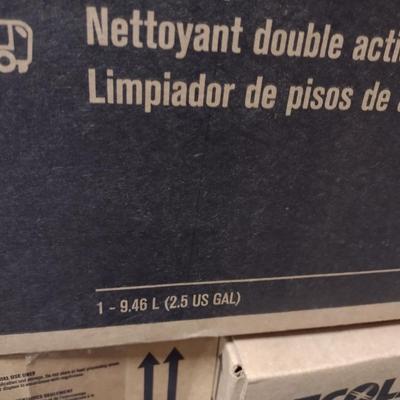 Nettoyant double acti
Limpiador de pisos de
1 - 9.46 L (2.5 US GAL)